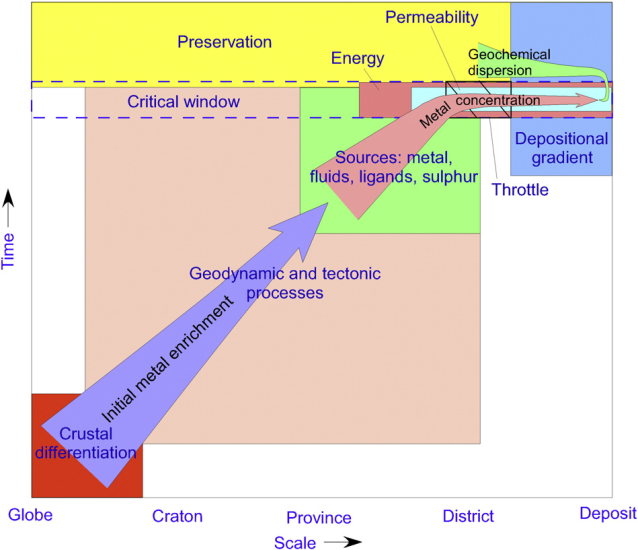 Permeability
Preservation
Energy
Geochemical
dispersion
Critical window
Metal
concentration
Depositional
gradient
Sources: metal,
fluids, ligands, sulphur
Throttle
Time
Geodynamic and tectonic
processes
Initial metal enrichment
Crustal
differentiation
Globe
Craton
Province
District
Deposit
Scale